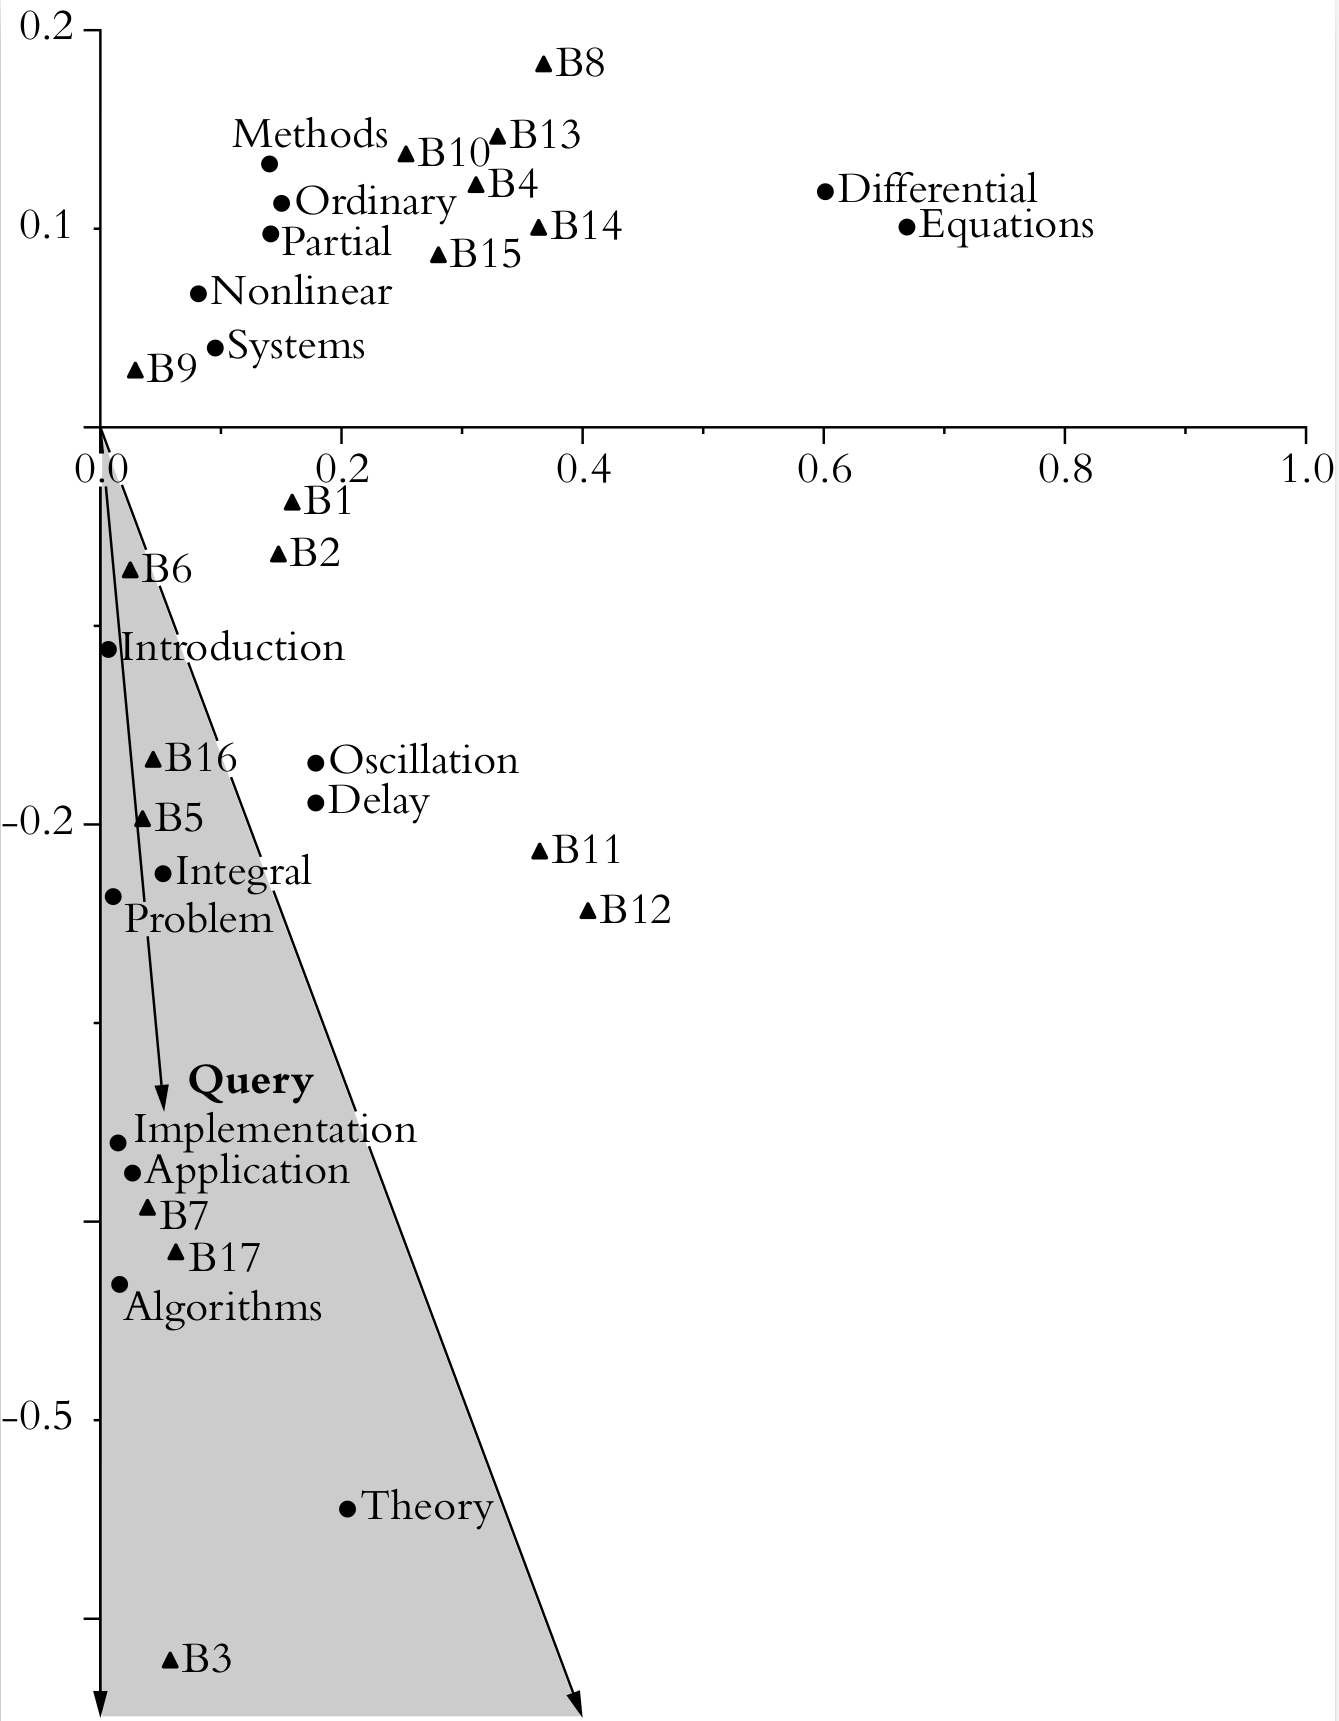 0.2
B8
Methods
B13
B10
B4
Differential
Ordinary
Equations
0.1
B14
Partial
B15
Nonlinear
Systems
B9
0.0
0.2
0.4
0.6
0.8
1.0
B1
B2
B6
Introduction
B16
Oscillation
Delay
-0.2
B5
B11
Integral
B12
Problem
Query
Implementation
Application
B7
B17
Algorithms
-0.5
Theory
B3